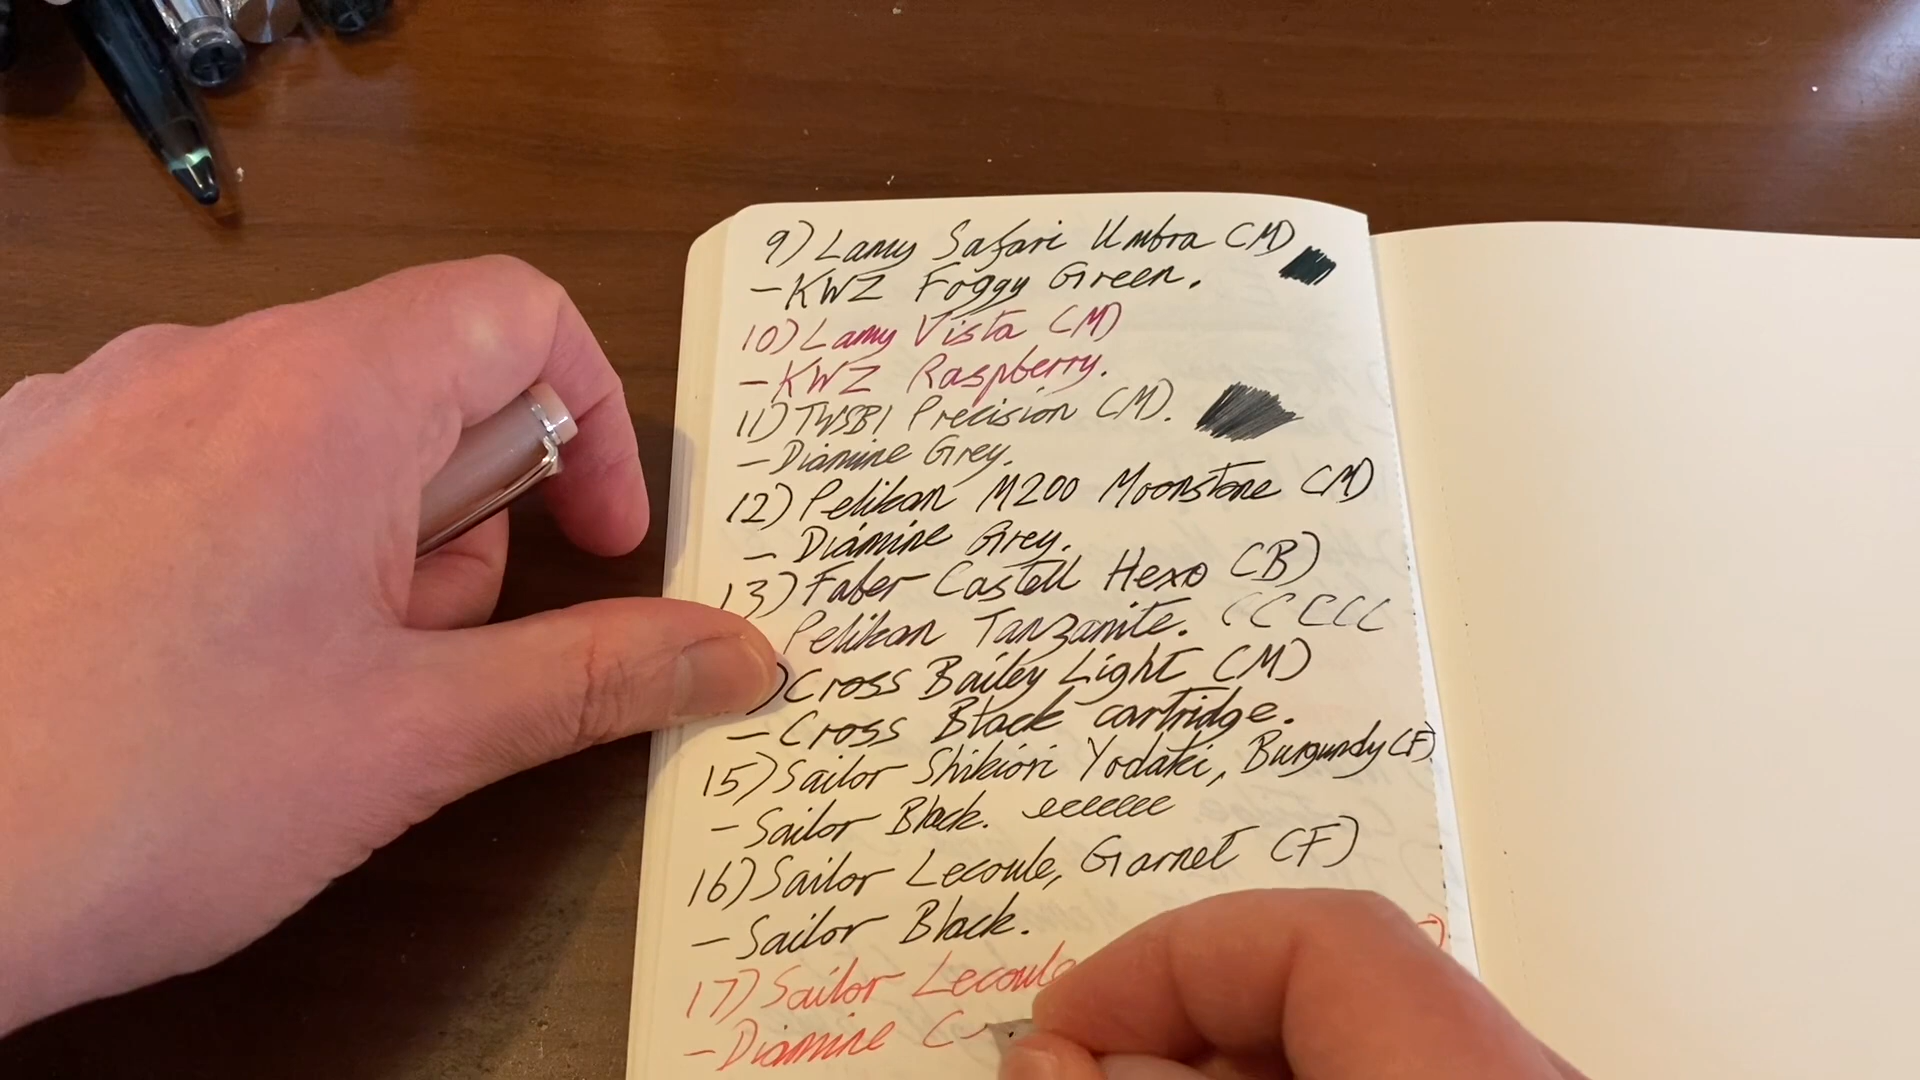 9) Lamy Safari Umbra (M)
- KWZ Foggy Green.
10) Lamy Vista (M)
- KWZ Raspberry.
11) TWSBI Precision (M).
- Diamine Grey.
12) Pelikan M200 Moonstone (M)
- Diamine Grey.
13) Faber Castell Hexo (B)
Pelikan Tanzanite. CCCCC
) Cross Bailey Light (M)
- Cross Black cartridge.
15) Sailor Shikiori Yodaki, Burgundy (F)
- Sailor Black. eeeeeee
16) Sailor Lecoule, Garnet (F)
- Sailor Black.
17) Sailor Lecoule
- Diamine C